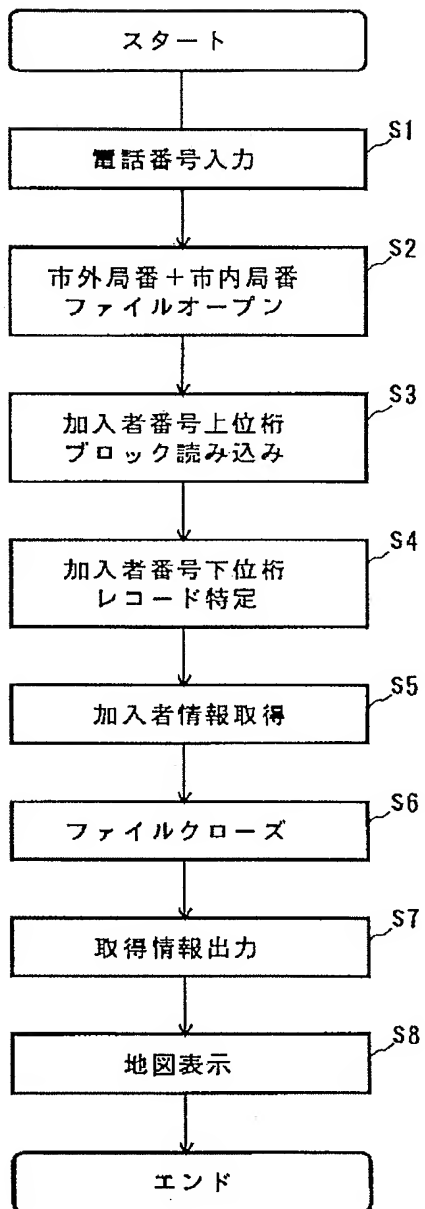 スタート
S1
電話番号入力
S2
市外局番＋市内局番
ファイルオープン
S3
加入者番号上位桁
ブロック読み込み
S4
加入者番号下位桁
レコード特定
S5
加入者情報取得
S6
ファイルクローズ
S7
取得情報出力
S8
地図表示
エンド